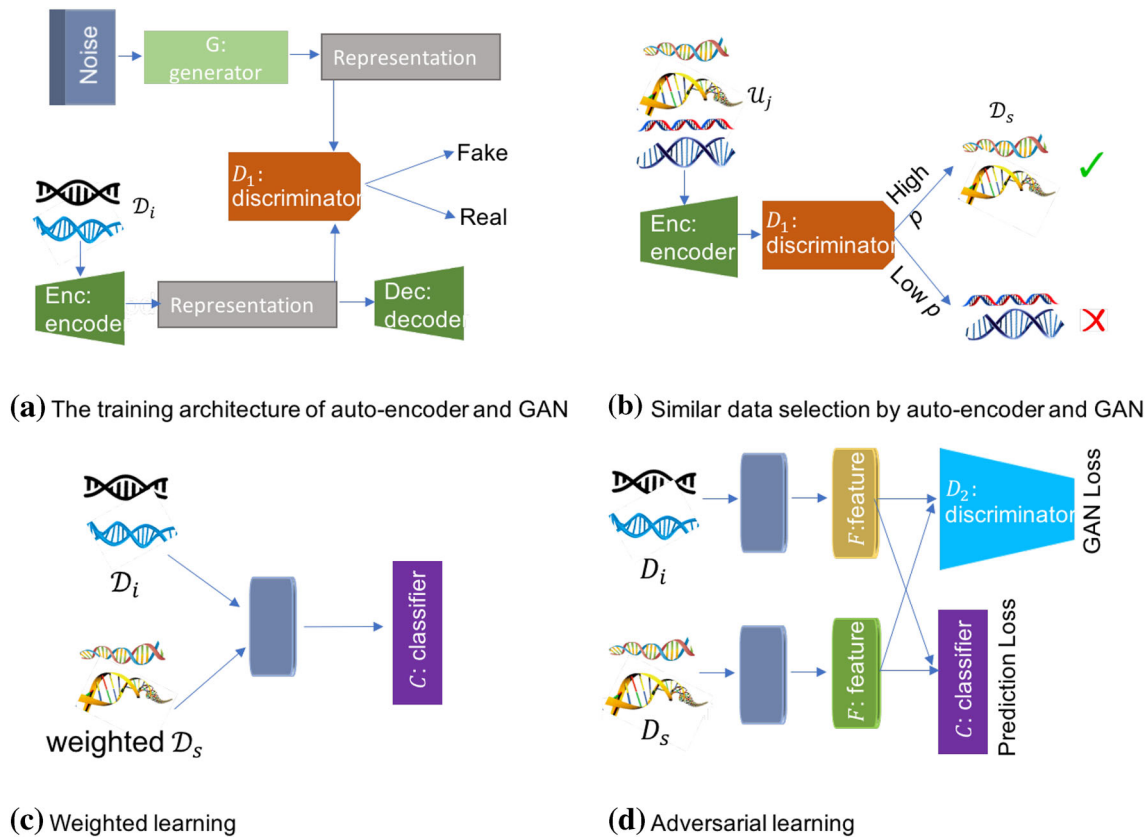 Noise
G:
generator
Representation
D₁:
discriminator
Fake
Real
𝒟ᵢ
Enc:
encoder
Representation
Dec:
decoder
(a) The training architecture of auto-encoder and GAN
𝒰ⱼ
Enc:
encoder
D₁:
discriminator
High
p
Low p
𝒟ₛ
(b) Similar data selection by auto-encoder and GAN
𝒟ᵢ
weighted 𝒟ₛ
C: classifier
(c) Weighted learning
Dᵢ
F:feature
D₂:
discriminator
GAN Loss
Dₛ
F: feature
C: classifier
Prediction Loss
(d) Adversarial learning